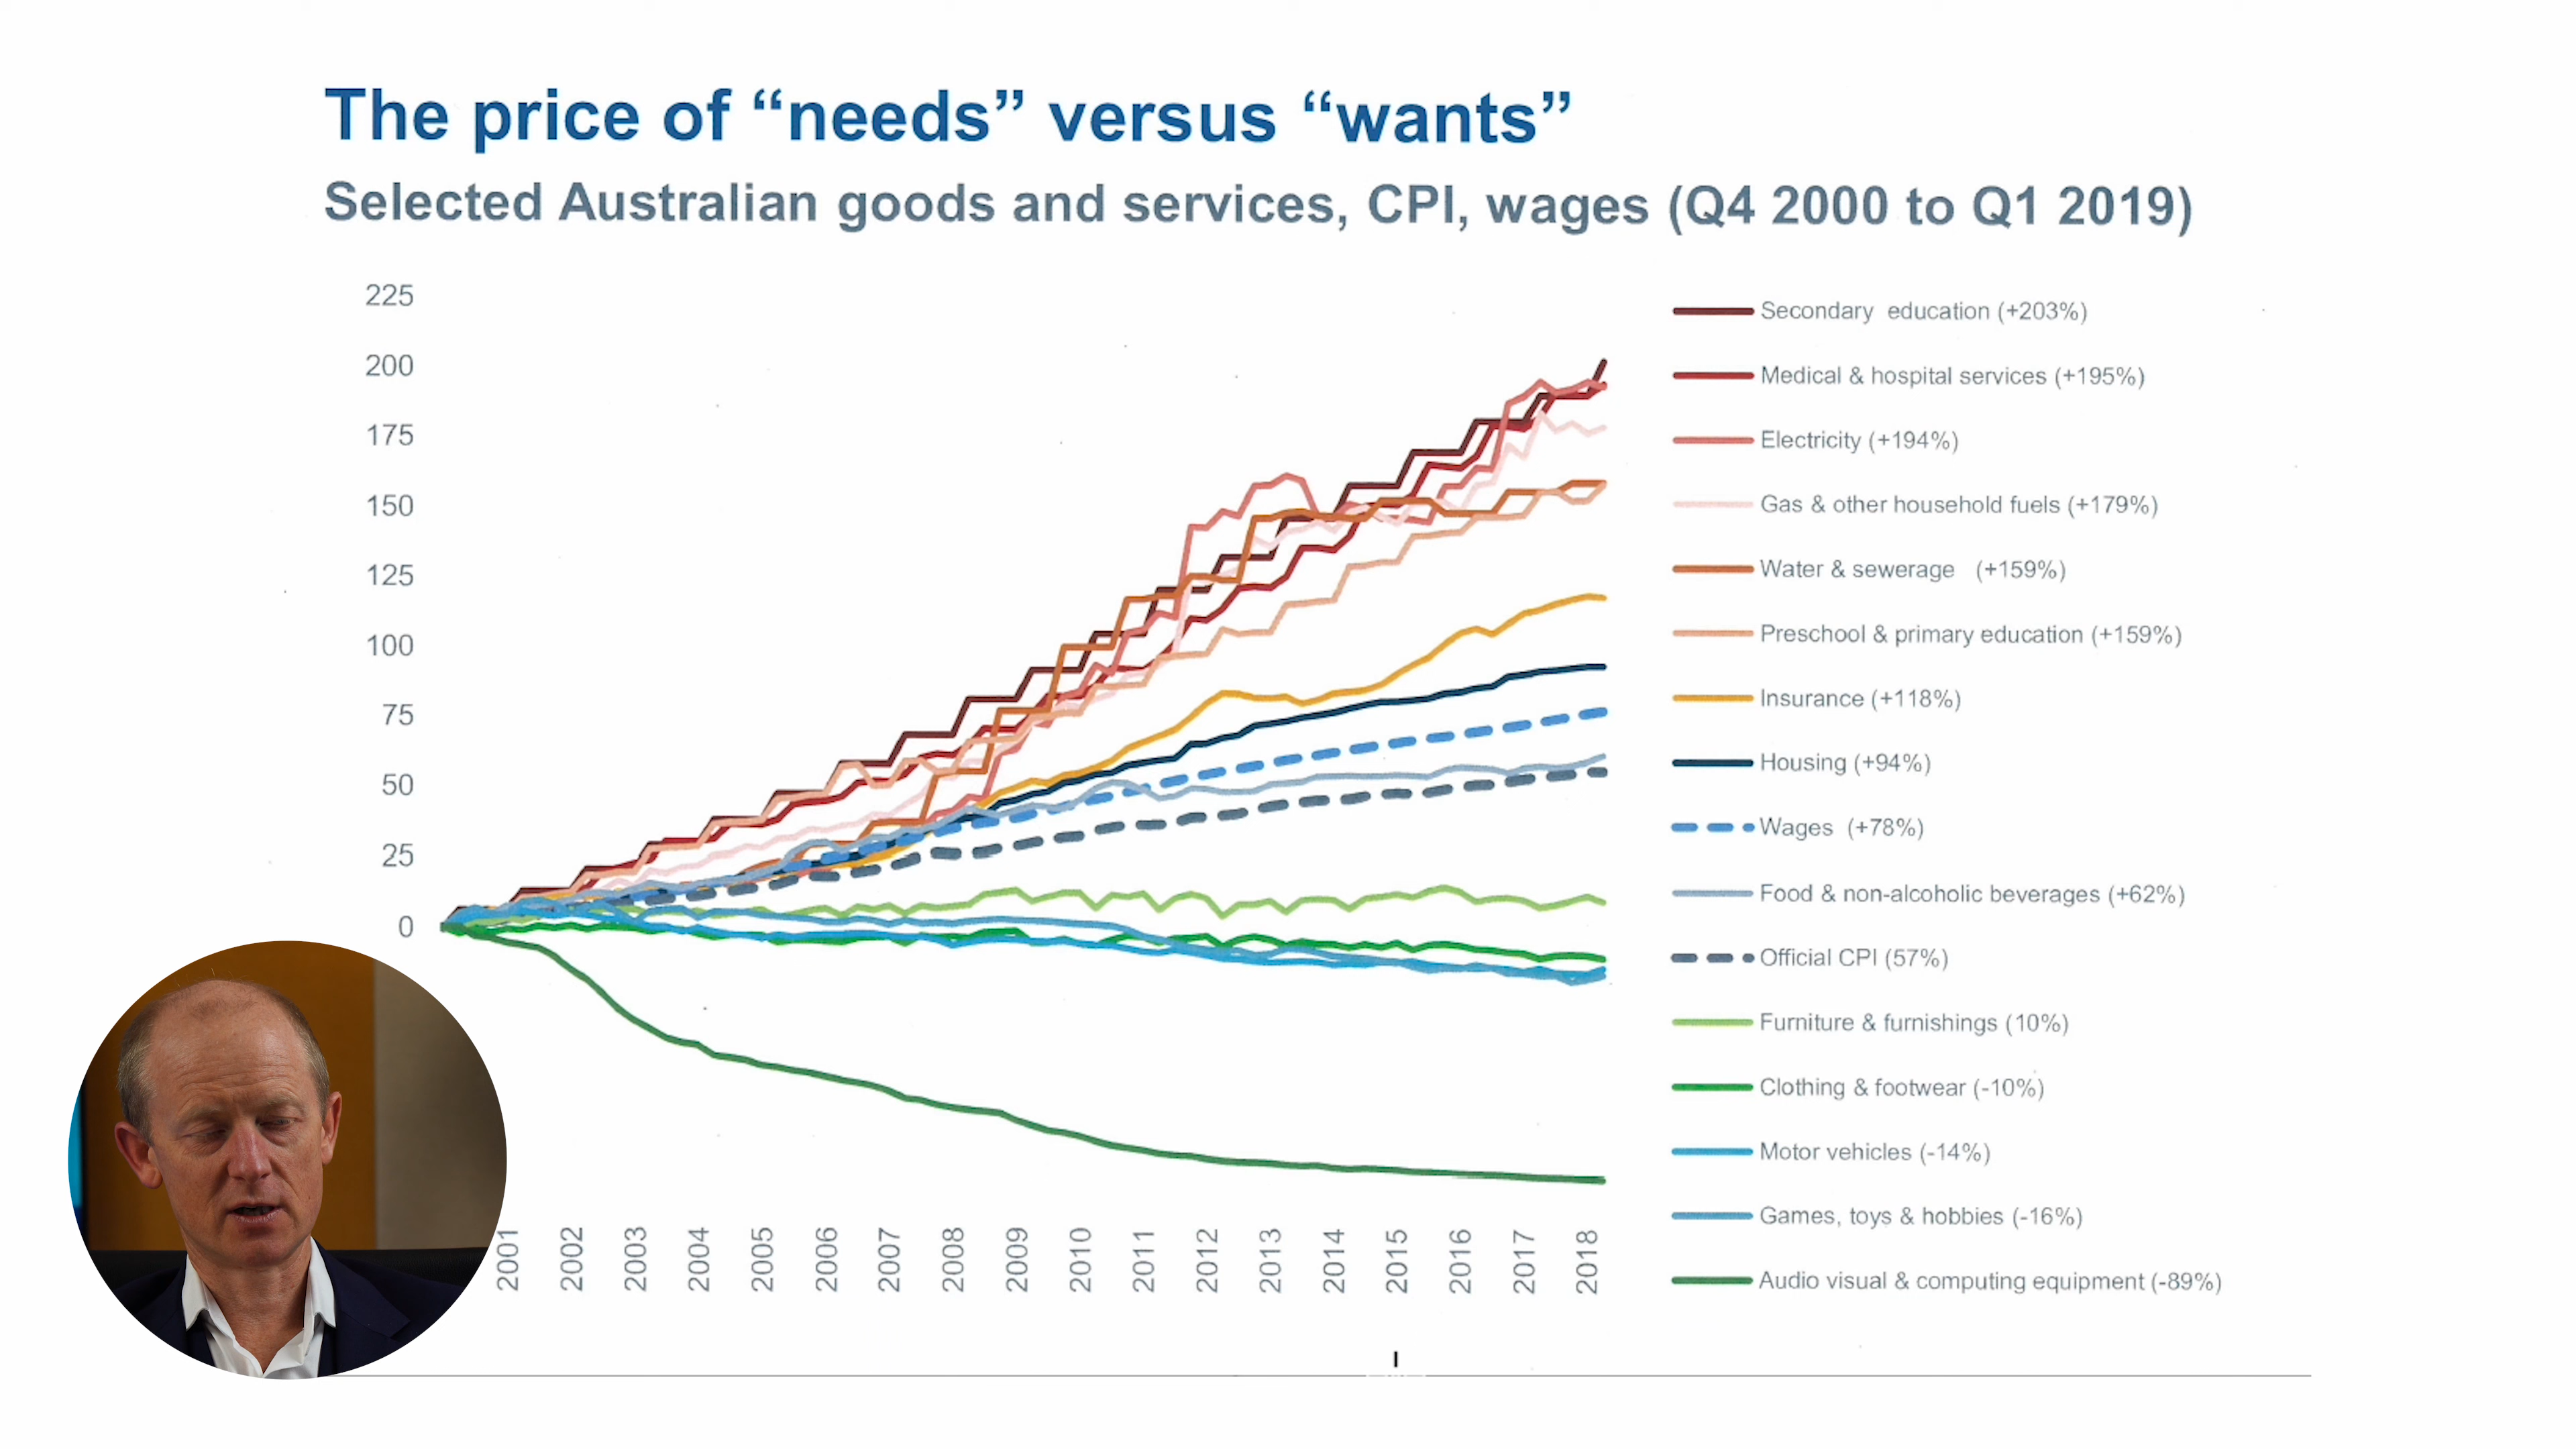 The price of “needs” versus “wants”
Selected Australian goods and services, CPI, wages (Q4 2000 to Q1 2019)
225
200
175
150
125
100
75
50
25
0
2001
2002
2003
2004
2005
2006
2007
2008
2009
2010
2011
2012
2013
2014
2015
2016
2017
2018
Secondary education (+203%)
Medical & hospital services (+195%)
Electricity (+194%)
Gas & other household fuels (+179%)
Water & sewerage (+159%)
Preschool & primary education (+159%)
Insurance (+118%)
Housing (+94%)
Wages (+78%)
Food & non-alcoholic beverages (+62%)
Official CPI (57%)
Furniture & furnishings (10%)
Clothing & footwear (-10%)
Motor vehicles (-14%)
Games, toys & hobbies (-16%)
Audio visual & computing equipment (-89%)